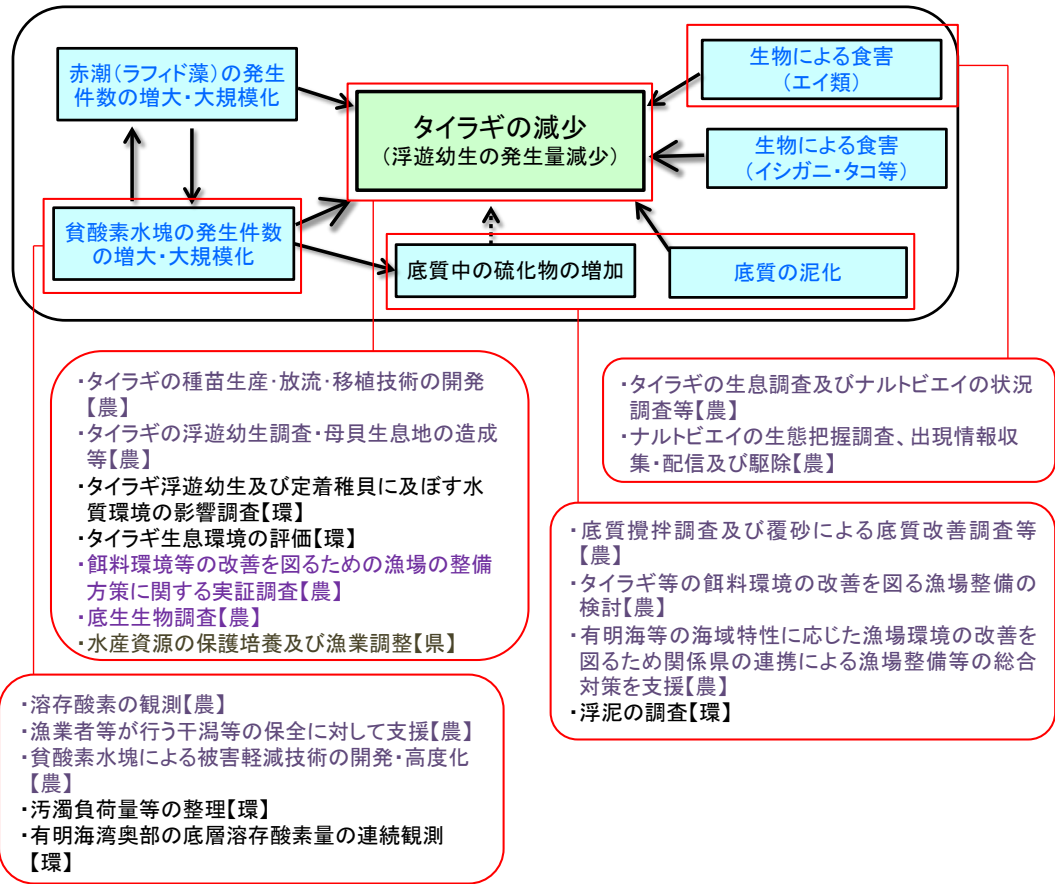 赤潮(ラフィド藻)の発生
件数の増大・大規模化
タイラギの減少
(浮遊幼生の発生量減少)
生物による食害
(エイ類)
生物による食害
(イシガニ・タコ等)
貧酸素水塊の発生件数
の増大・大規模化
底質中の硫化物の増加
底質の泥化
・タイラギの種苗生産・放流・移植技術の開発
【農】
・タイラギの浮遊幼生調査・母貝生息地の造成
等【農】
・タイラギ浮遊幼生及び定着稚貝に及ぼす水
質環境の影響調査【環】
・タイラギ生息環境の評価【環】
・餌料環境等の改善を図るための漁場の整備
方策に関する実証調査【農】
・底生生物調査【農】
・水産資源の保護培養及び漁業調整【県】
・タイラギの生息調査及びナルトビエイの状況
調査等【農】
・ナルトビエイの生態把握調査、出現情報収
集・配信及び駆除【農】
・底質攪拌調査及び覆砂による底質改善調査等
【農】
・タイラギ等の餌料環境の改善を図る漁場整備の
検討【農】
・有明海等の海域特性に応じた漁場環境の改善を
図るため関係県の連携による漁場整備等の総合
対策を支援【農】
・浮泥の調査【環】
・溶存酸素の観測【農】
・漁業者等が行う干潟等の保全に対して支援【農】
・貧酸素水塊による被害軽減技術の開発・高度化
【農】
・汚濁負荷量等の整理【環】
・有明海湾奥部の底層溶存酸素量の連続観測
【環】